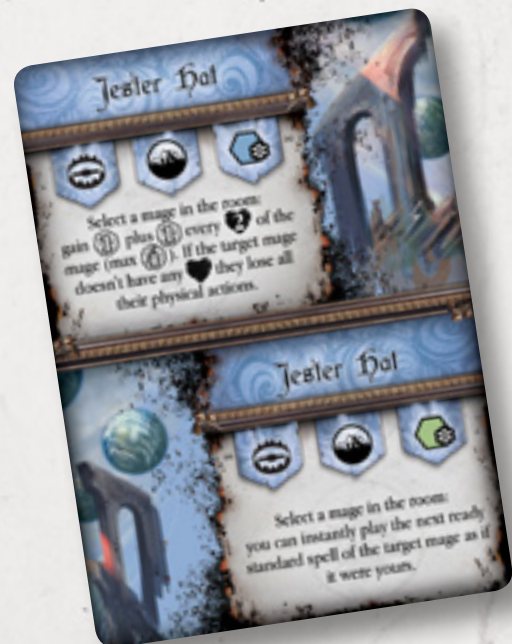 Jester Hat
Select a mage in the room:
gain plus every 2 of the
mage (max ). If the target mage
doesn't have any they lose all
their physical actions.
Jester Hat
Select a mage in the room:
you can instantly play the next ready
standard spell of the target mage as if
it were yours.